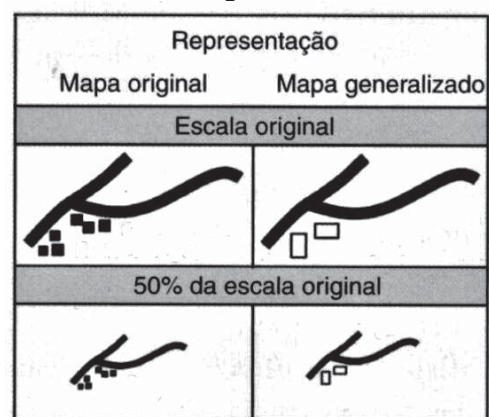 Representação
Mapa original Mapa generalizado
Escala original
50% da escala original